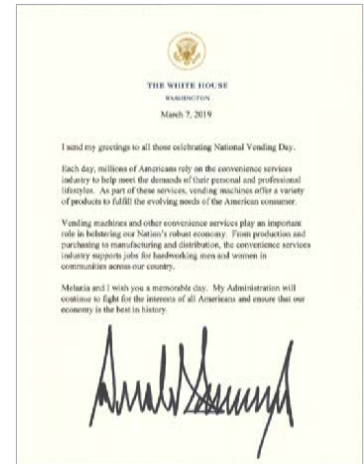 THE WHITE HOUSE
WASHINGTON
March 7, 2019
I send my greetings to all those celebrating National Vending Day.
Each day, millions of Americans rely on the convenience services
industry to help meet the demands of their personal and professional
lifestyles. As part of these services, vending machines offer a variety
of products to fulfill the evolving needs of the American consumer.
Vending machines and other convenience services play an important
role in bolstering our Nation's robust economy. From production and
purchasing to manufacturing and distribution, the convenience services
industry supports jobs for hardworking men and women in
communities across our country.
Melania and I wish you a memorable day. My Administration will
continue to fight for the interests of all Americans and ensure that our
economy is the best in history.